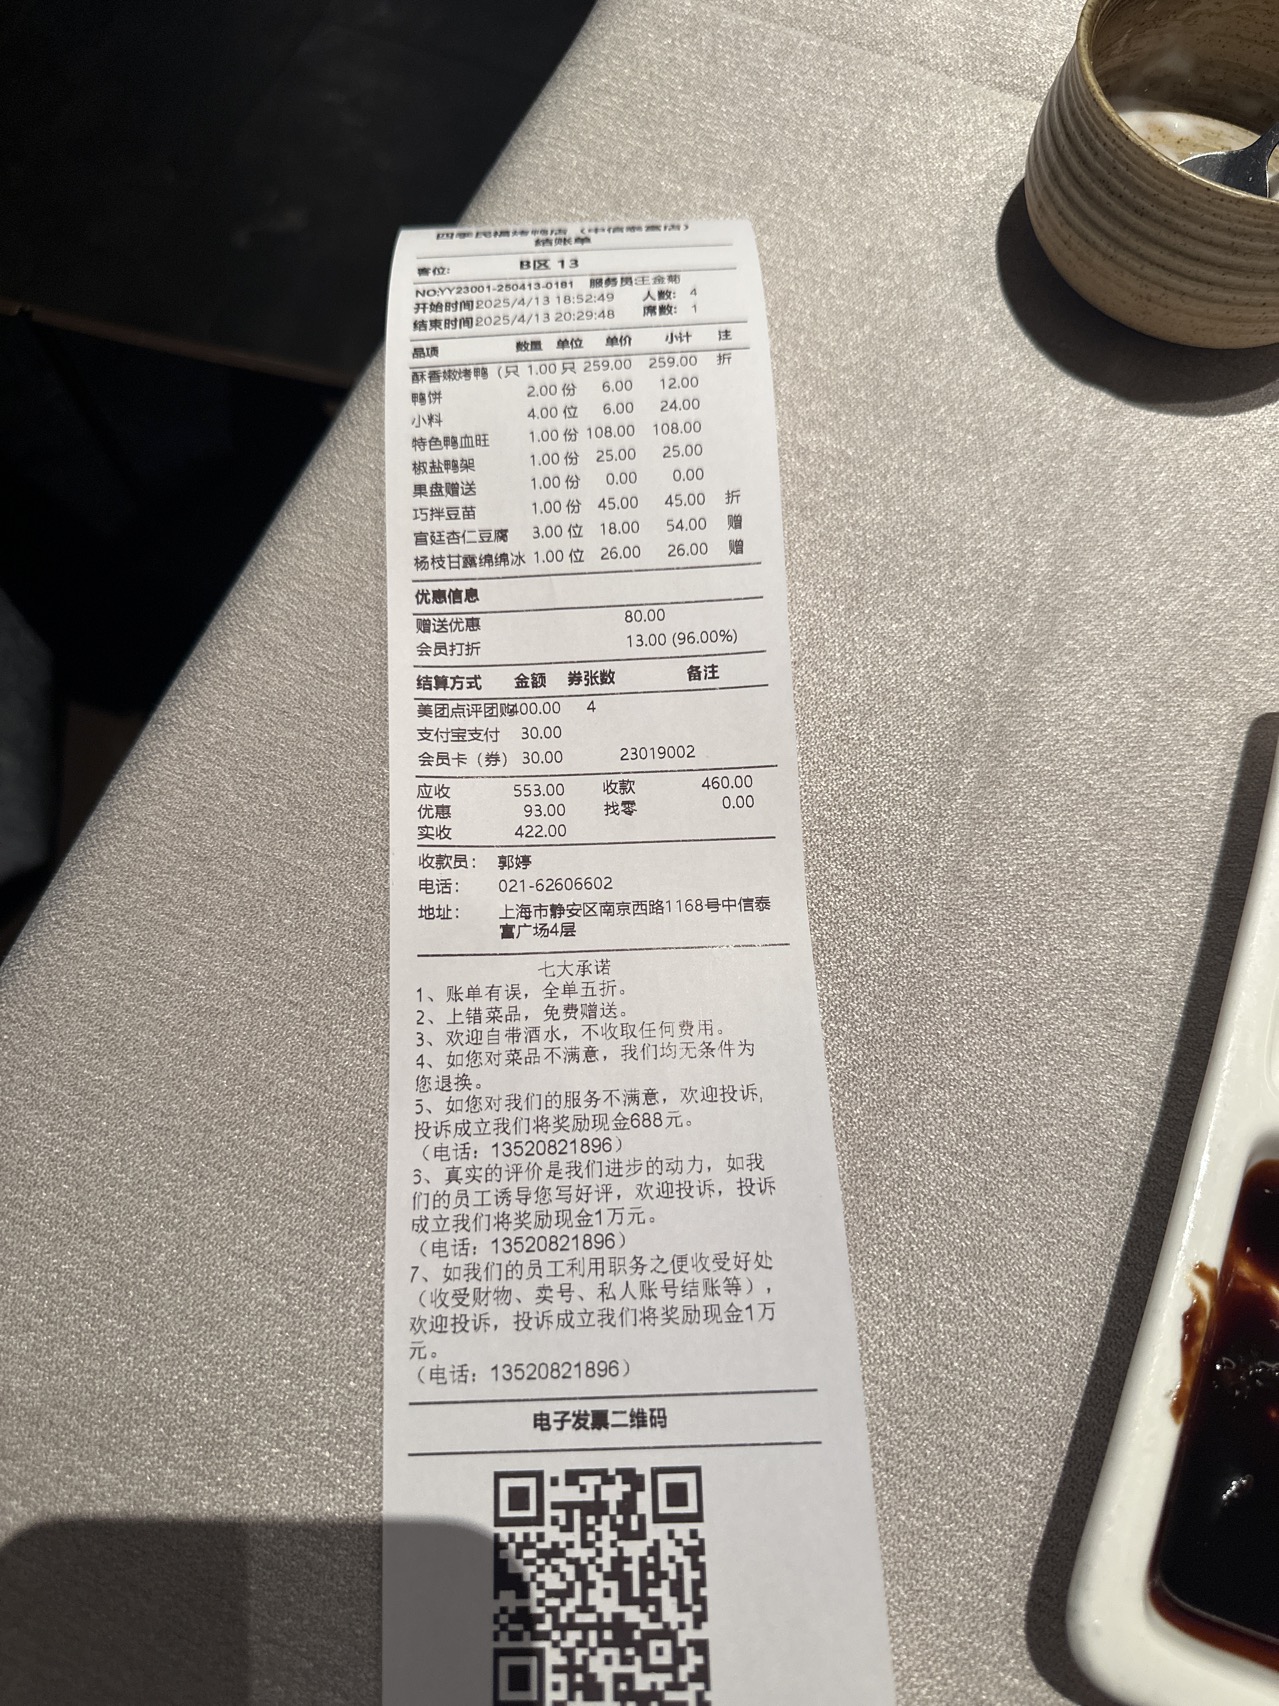 四季民福烤鸭店（中信泰富店）
结账单
客位： B区 13
NO:YY23001-250413-0181 服务员:王金菊
开始时间:2025/4/13 18:52:49 人数： 4
结束时间:2025/4/13 20:29:48 席数： 1
品项 数量 单位 单价 小计 注
酥香嫩烤鸭（只 1.00 只 259.00 259.00 折
鸭饼 2.00 份 6.00 12.00
小料 4.00 位 6.00 24.00
特色鸭血旺 1.00 份 108.00 108.00
椒盐鸭架 1.00 份 25.00 25.00
果盘赠送 1.00 份 0.00 0.00
巧拌豆苗 1.00 份 45.00 45.00 折
宫廷杏仁豆腐 3.00 位 18.00 54.00 赠
杨枝甘露绵绵冰 1.00 位 26.00 26.00 赠
优惠信息
赠送优惠 80.00
会员打折 13.00 (96.00%)
结算方式 金额 券张数 备注
美团点评团购400.00 4
支付宝支付 30.00
会员卡（券） 30.00 23019002
应收 553.00 收款 460.00
优惠 93.00 找零 0.00
实收 422.00
收款员： 郭婷
电话： 021-62606602
地址： 上海市静安区南京西路1168号中信泰
富广场4层
七大承诺
1、账单有误，全单五折。
2、上错菜品，免费赠送。
3、欢迎自带酒水，不收取任何费用。
4、如您对菜品不满意，我们均无条件为
您退换。
5、如您对我们的服务不满意，欢迎投诉，
投诉成立我们将奖励现金688元。
（电话：13520821896）
6、真实的评价是我们进步的动力，如我
们的员工诱导您写好评，欢迎投诉，投诉
成立我们将奖励现金1万元。
（电话：13520821896）
7、如我们的员工利用职务之便收受好处
（收受财物、卖号、私人账号结账等），
欢迎投诉，投诉成立我们将奖励现金1万
元。
（电话：13520821896）
电子发票二维码